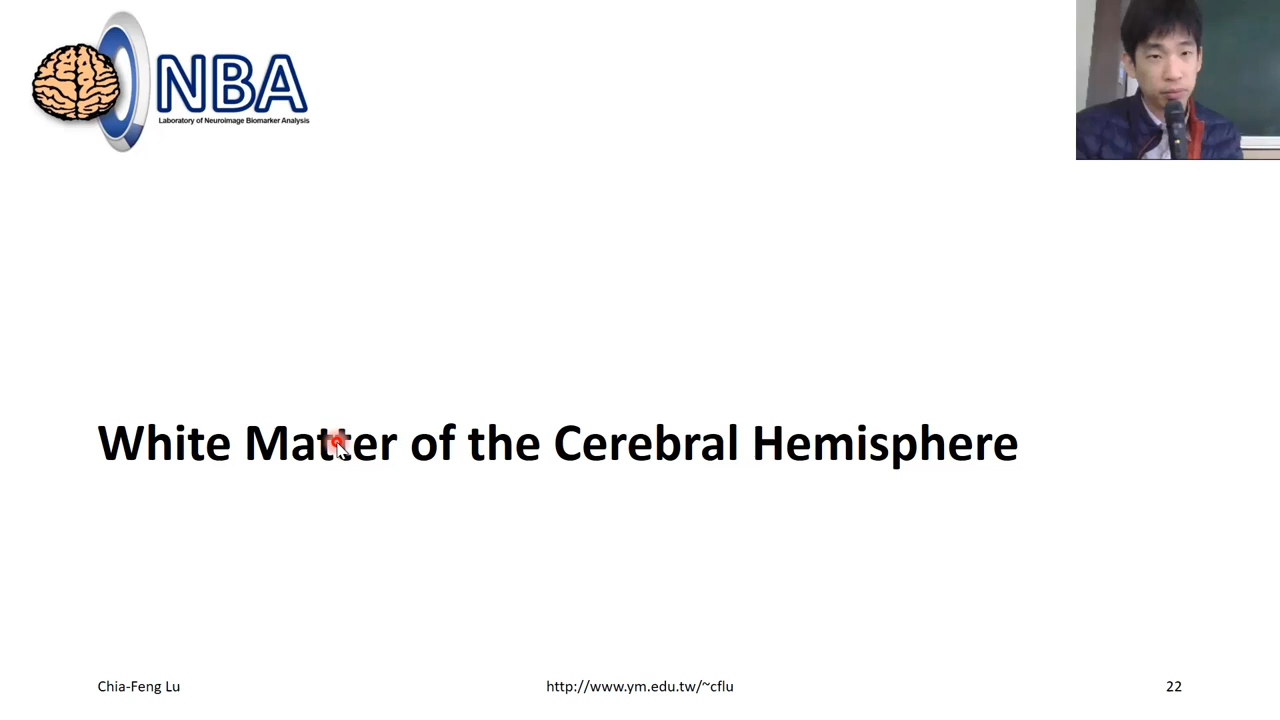 NBA
Laboratory of Neuroimage Biomarker Analysis
White Matter of the Cerebral Hemisphere
Chia-Feng Lu
http://www.ym.edu.tw/~cflu
22